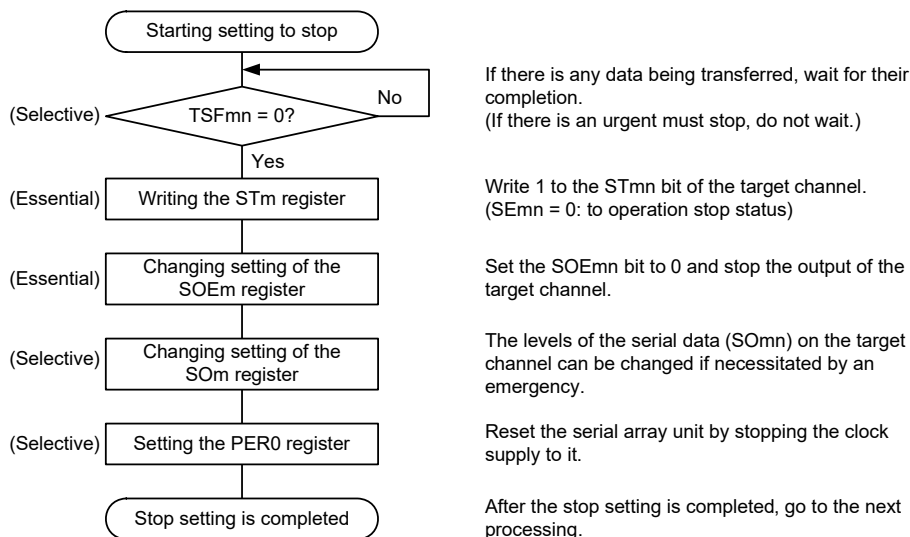 Starting setting to stop
If there is any data being transferred, wait for their
completion.
(If there is an urgent must stop, do not wait.)
(Selective)
TSFmn = 0?
No
Yes
(Essential)
Writing the STm register
Write 1 to the STmn bit of the target channel.
(SEmn = 0: to operation stop status)
(Essential)
Changing setting of the
SOEm register
Set the SOEmn bit to 0 and stop the output of the
target channel.
(Selective)
Changing setting of the
SOm register
The levels of the serial data (SOmn) on the target
channel can be changed if necessitated by an
emergency.
(Selective)
Setting the PER0 register
Reset the serial array unit by stopping the clock
supply to it.
Stop setting is completed
After the stop setting is completed, go to the next
processing.